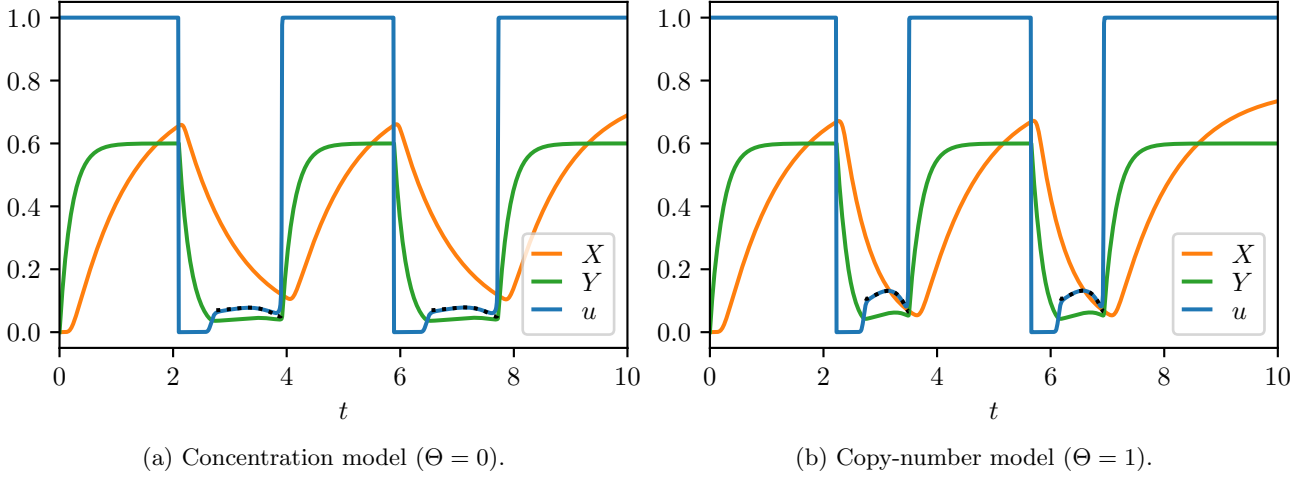 1.0
0.8
0.6
0.4
0.2
0.0
0 2 4 6 8 10
t
X
Y
u
(a) Concentration model (Θ = 0).
1.0
0.8
0.6
0.4
0.2
0.0
0 2 4 6 8 10
t
X
Y
u
(b) Copy-number model (Θ = 1).